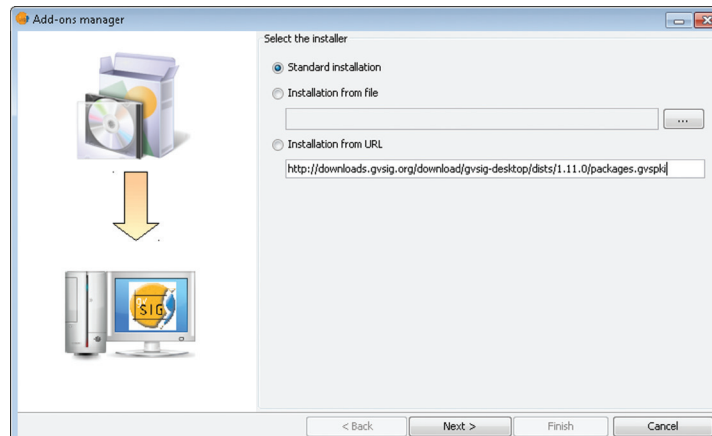 Add-ons manager
Select the installer
Standard installation
Installation from file
...
Installation from URL
http://downloads.gvsig.org/download/gvsig-desktop/dists/1.11.0/packages.gvspki
SIG
< Back
Next >
Finish
Cancel